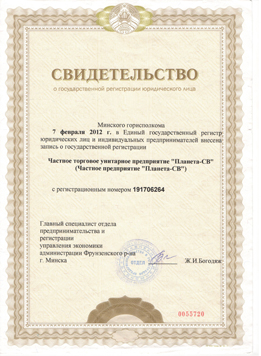 СВИДЕТЕЛЬСТВО
о государственной регистрации юридического лица
Минского горисполкома
7 февраля 2012 г. в Единый государственный регистр
юридических лиц и индивидуальных предпринимателей внесена
запись о государственной регистрации
Частное торговое унитарное предприятие "Планета-СВ"
(Частное предприятие "Планета-СВ")
с регистрационным номером 191706264
Главный специалист отдела
предпринимательства и
регистрации
управления экономики
администрации Фрунзенского р-на
г. Минска
Ж.И.Богодяж
0055720